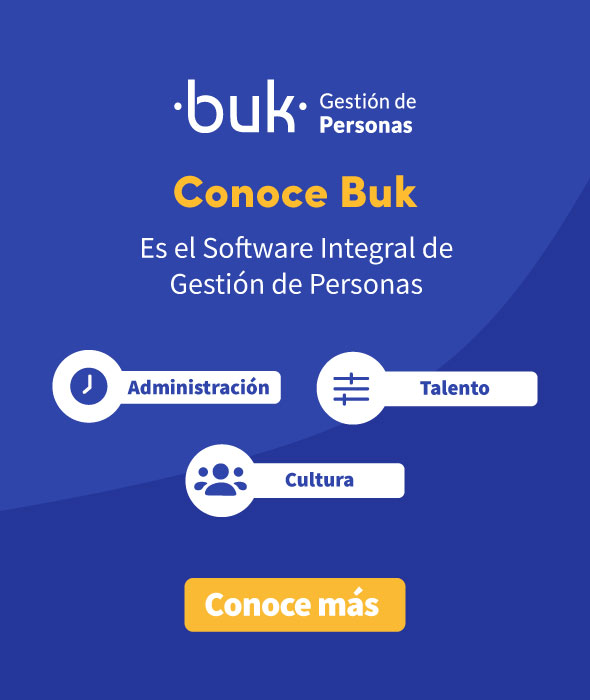 ·buk· Gestión de
Personas
Conoce Buk
Es el Software Integral de
Gestión de Personas
Administración
Talento
Cultura
Conoce más